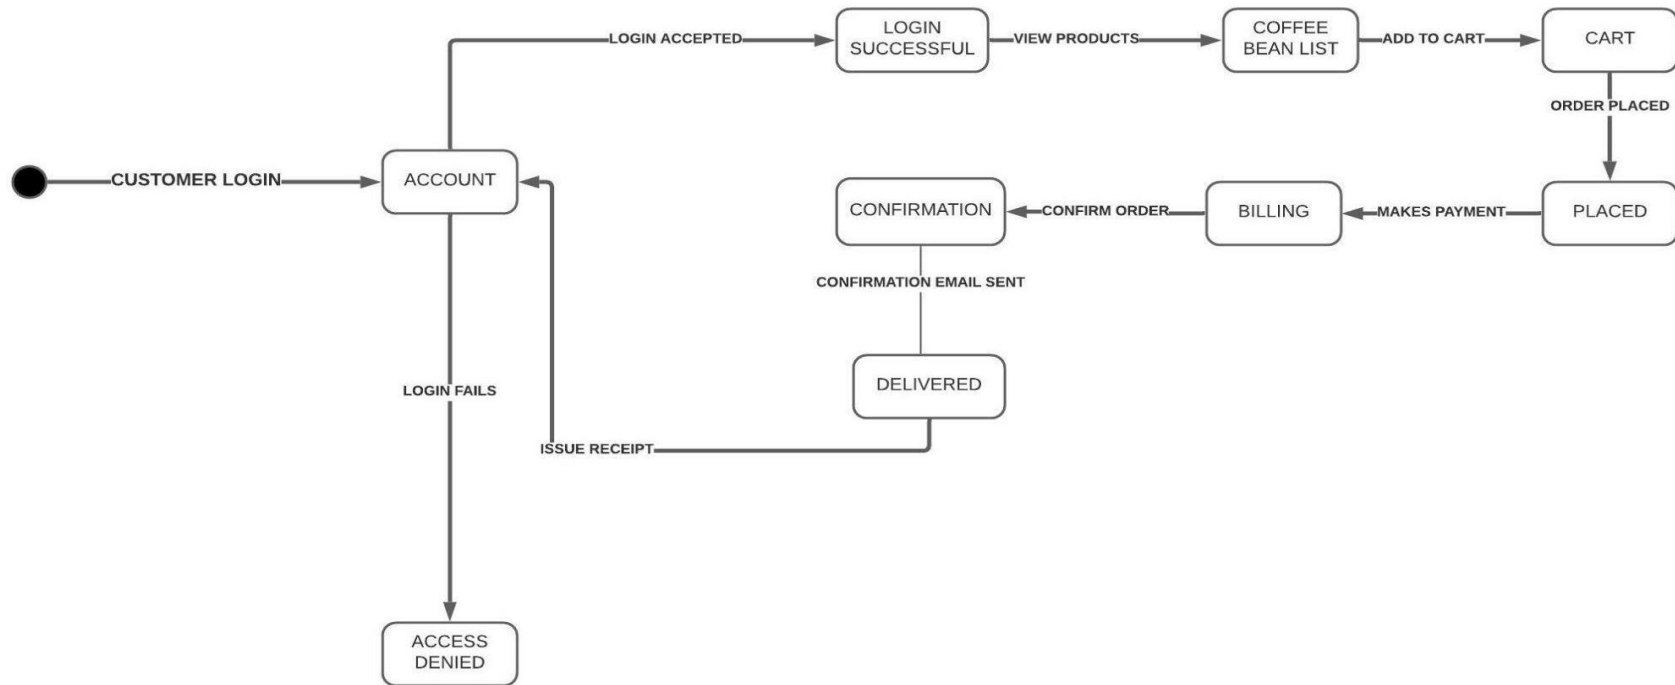 LOGIN ACCEPTED
LOGIN
SUCCESSFUL
VIEW PRODUCTS
COFFEE
BEAN LIST
ADD TO CART
CART
ORDER PLACED
CUSTOMER LOGIN
ACCOUNT
CONFIRMATION
CONFIRM ORDER
BILLING
MAKES PAYMENT
PLACED
CONFIRMATION EMAIL SENT
DELIVERED
LOGIN FAILS
ISSUE RECEIPT
ACCESS
DENIED